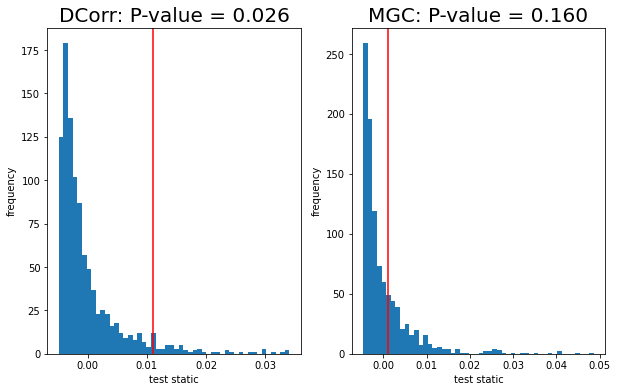 DCorr: P-value = 0.026
MGC: P-value = 0.160
175
150
125
100
75
50
25
0
frequency
0.00 0.01 0.02 0.03
test static
250
200
150
100
50
0
frequency
0.00 0.01 0.02 0.03 0.04 0.05
test static